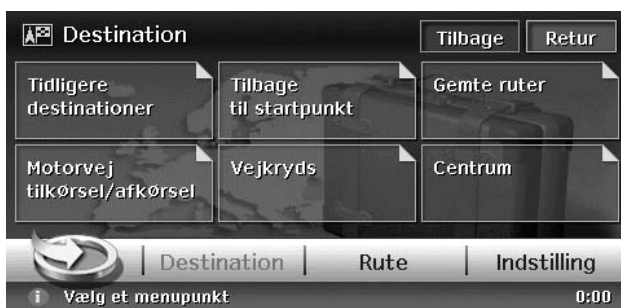 Destination
Tilbage
Retur
Tidligere
destinationer
Tilbage
til startpunkt
Gemte ruter
Motorvej
tilkørsel/afkørsel
Vejkryds
Centrum
Destination
Rute
Indstilling
i Vælg et menupunkt
0:00